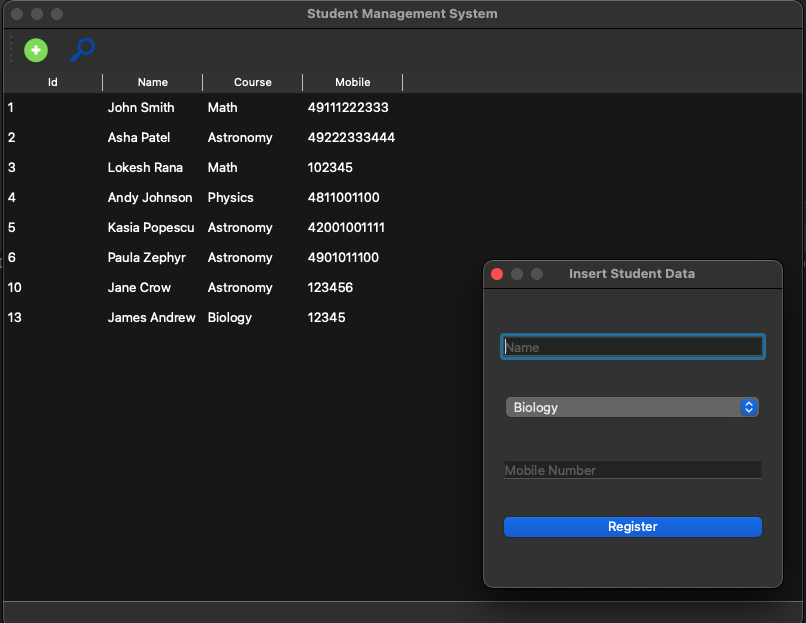 Student Management System
Id Name Course Mobile
1 John Smith Math 49111222333
2 Asha Patel Astronomy 49222333444
3 Lokesh Rana Math 102345
4 Andy Johnson Physics 4811001100
5 Kasia Popescu Astronomy 42001001111
6 Paula Zephyr Astronomy 4901011100
10 Jane Crow Astronomy 123456
13 James Andrew Biology 12345
Insert Student Data
Name
Biology
Mobile Number
Register